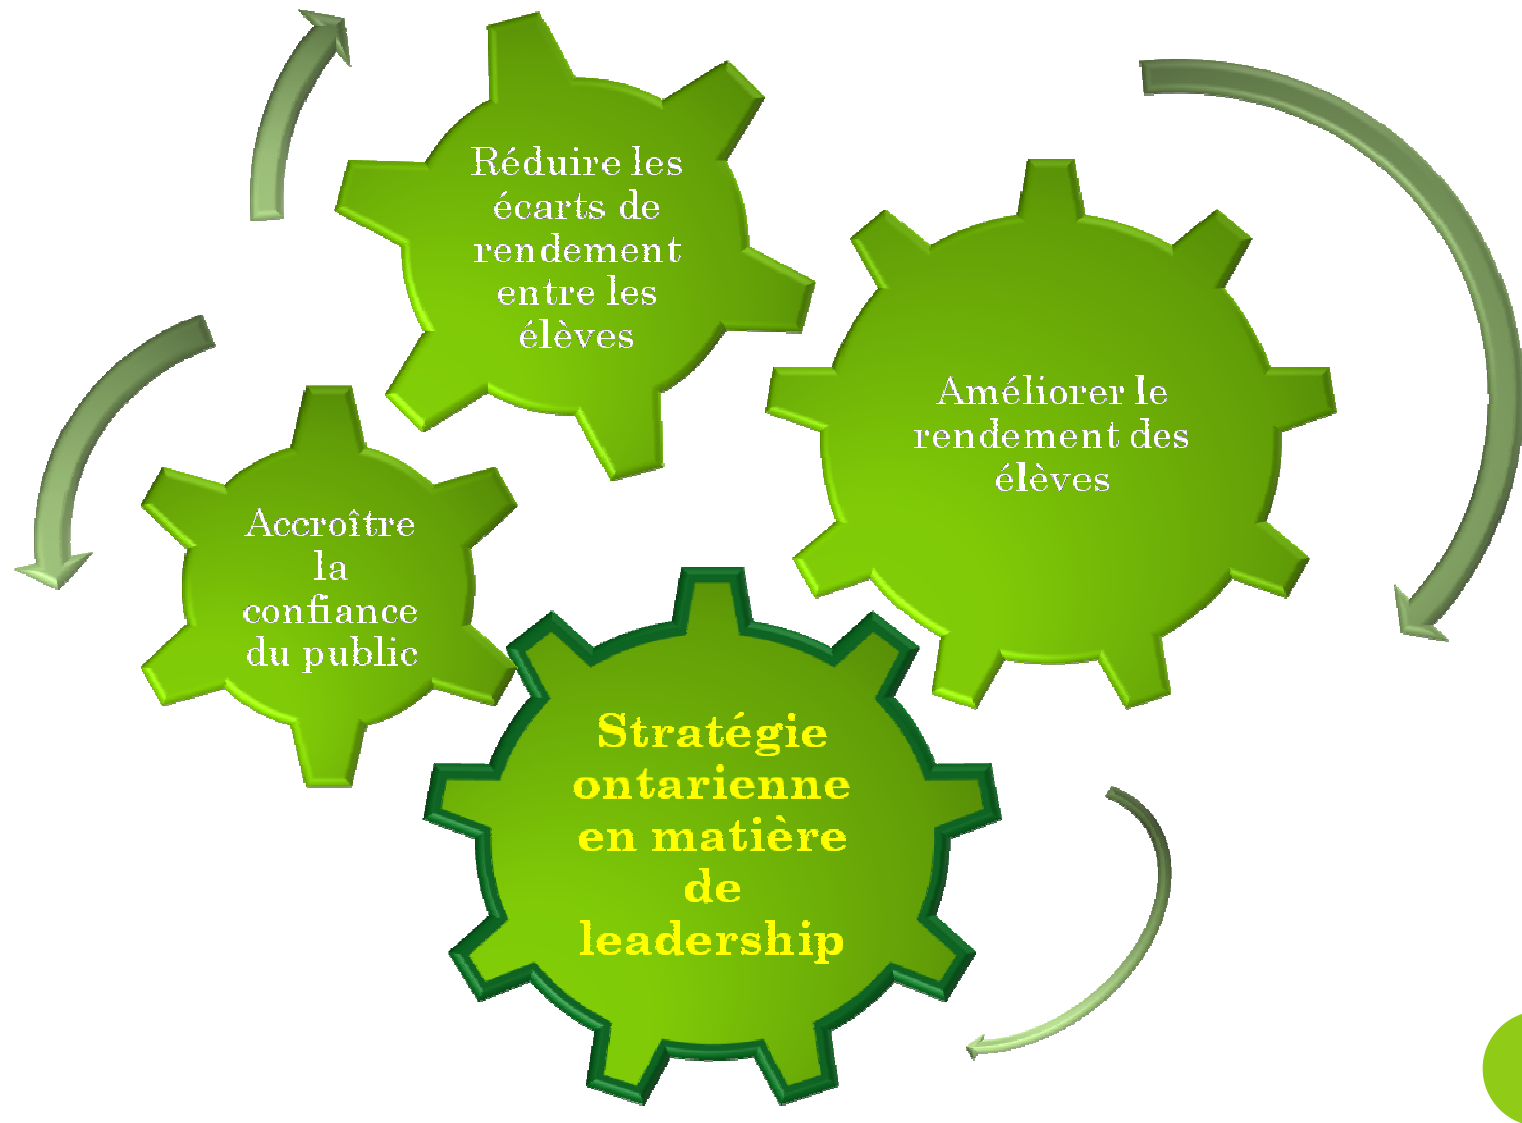 Réduire les
écarts de
rendement
entre les
élèves
Améliorer le
rendement des
élèves
Accroître
la
confiance
du public
Stratégie
ontarienne
en matière
de
leadership